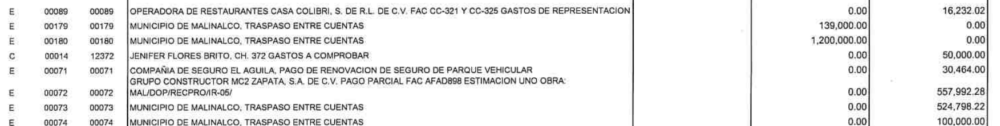 E 00089 00089 OPERADORA DE RESTAURANTES CASA COLIBRI, S. DE R.L. DE C.V. FAC CC-321 Y CC-325 GASTOS DE REPRESENTACION 0.00 16,232.02
E 00179 00179 MUNICIPIO DE MALINALCO, TRASPASO ENTRE CUENTAS 139,000.00 0.00
E 00180 00180 MUNICIPIO DE MALINALCO, TRASPASO ENTRE CUENTAS 1,200,000.00 0.00
C 00014 12372 JENIFER FLORES BRITO, CH. 372 GASTOS A COMPROBAR 0.00 50,000.00
E 00071 00071 COMPAÑIA DE SEGURO EL AGUILA, PAGO DE RENOVACION DE SEGURO DE PARQUE VEHICULAR 0.00 30,464.00
GRUPO CONSTRUCTOR MC2 ZAPATA, S.A. DE C.V. PAGO PARCIAL FAC AFAD898 ESTIMACION UNO OBRA:
E 00072 00072 MAL/DOP/RECPRO/IR-05/ 0.00 557,992.28
E 00073 00073 MUNICIPIO DE MALINALCO, TRASPASO ENTRE CUENTAS 0.00 524,798.22
E 00074 00074 MUNICIPIO DE MALINALCO, TRASPASO ENTRE CUENTAS 0.00 100,000.00